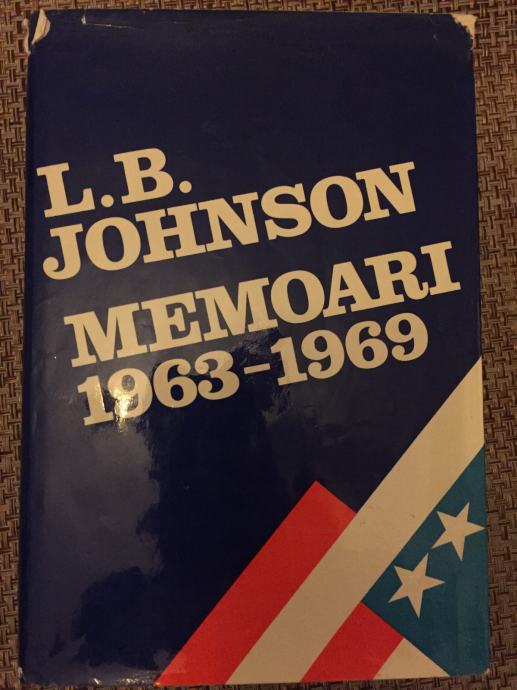 L.B.
JOHNSON
MEMOARI
1963-1969